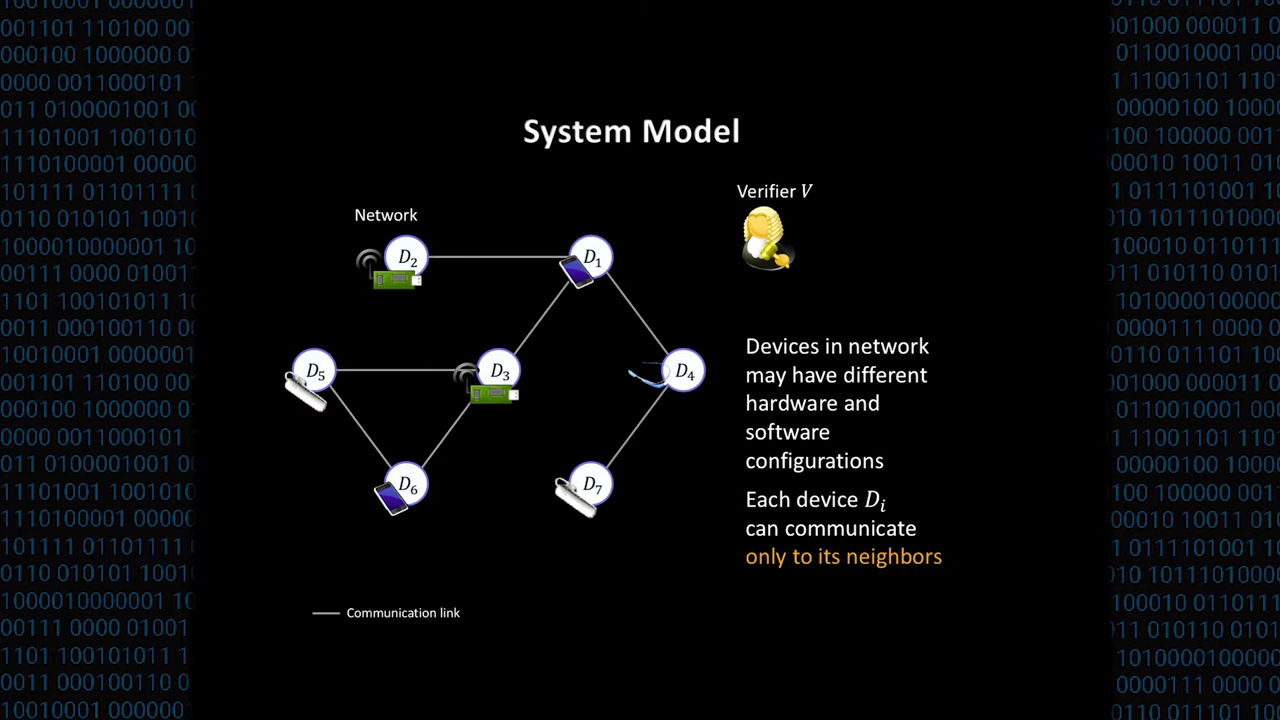 System Model
Verifier V
Network
D2
D1
D5
D3
D4
D6
D7
Devices in network
may have different
hardware and
software
configurations
Each device Di
can communicate
only to its neighbors
Communication link